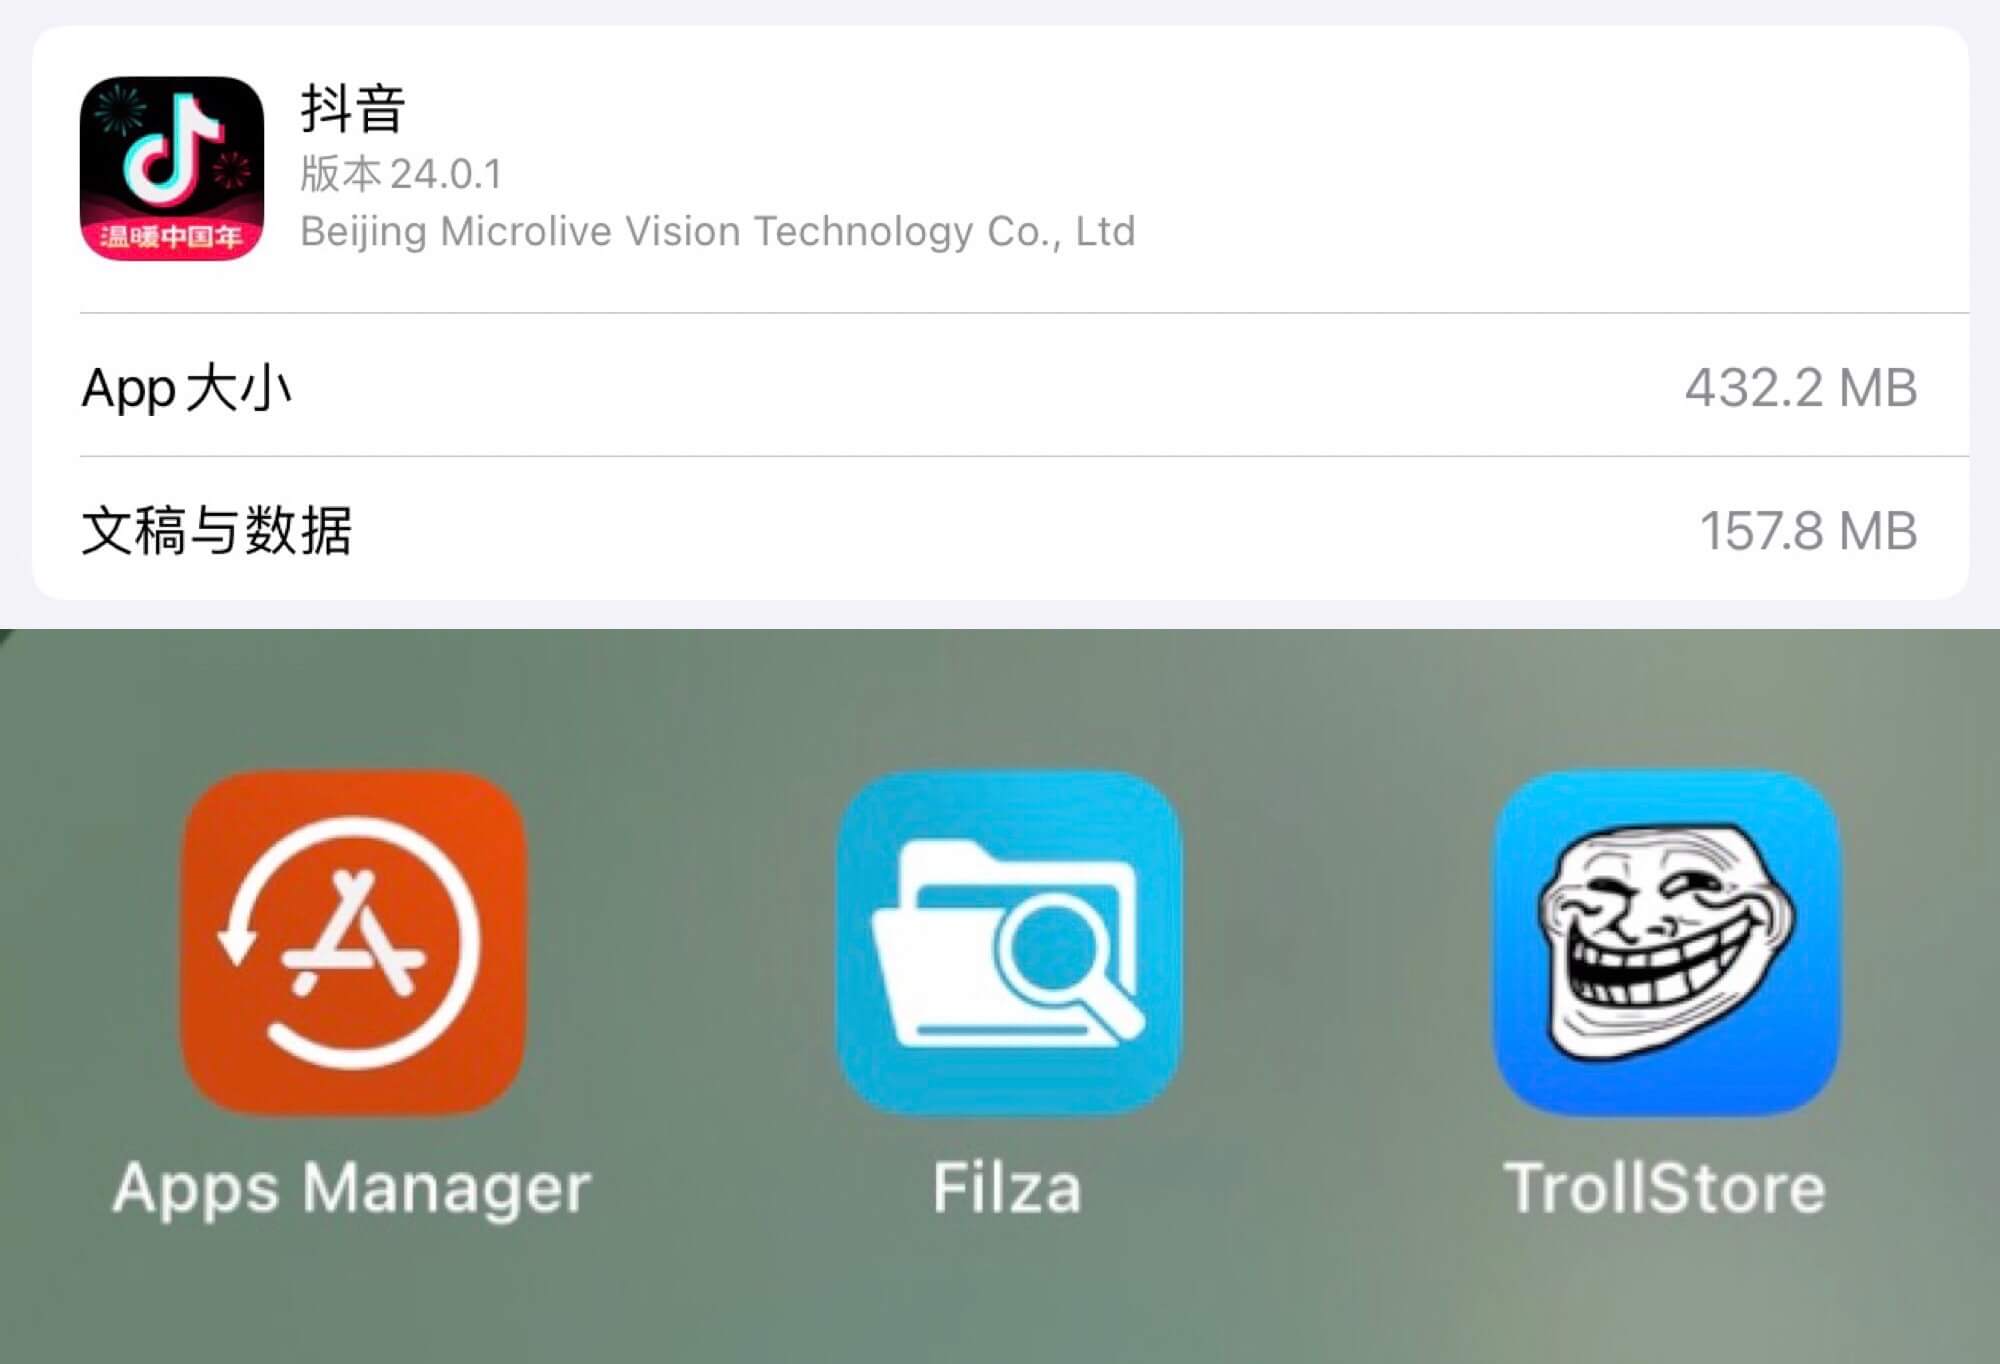 抖音
版本 24.0.1
Beijing Microlive Vision Technology Co., Ltd
温暖中国年
App 大小
432.2 MB
文稿与数据
157.8 MB
Apps Manager
Filza
TrollStore